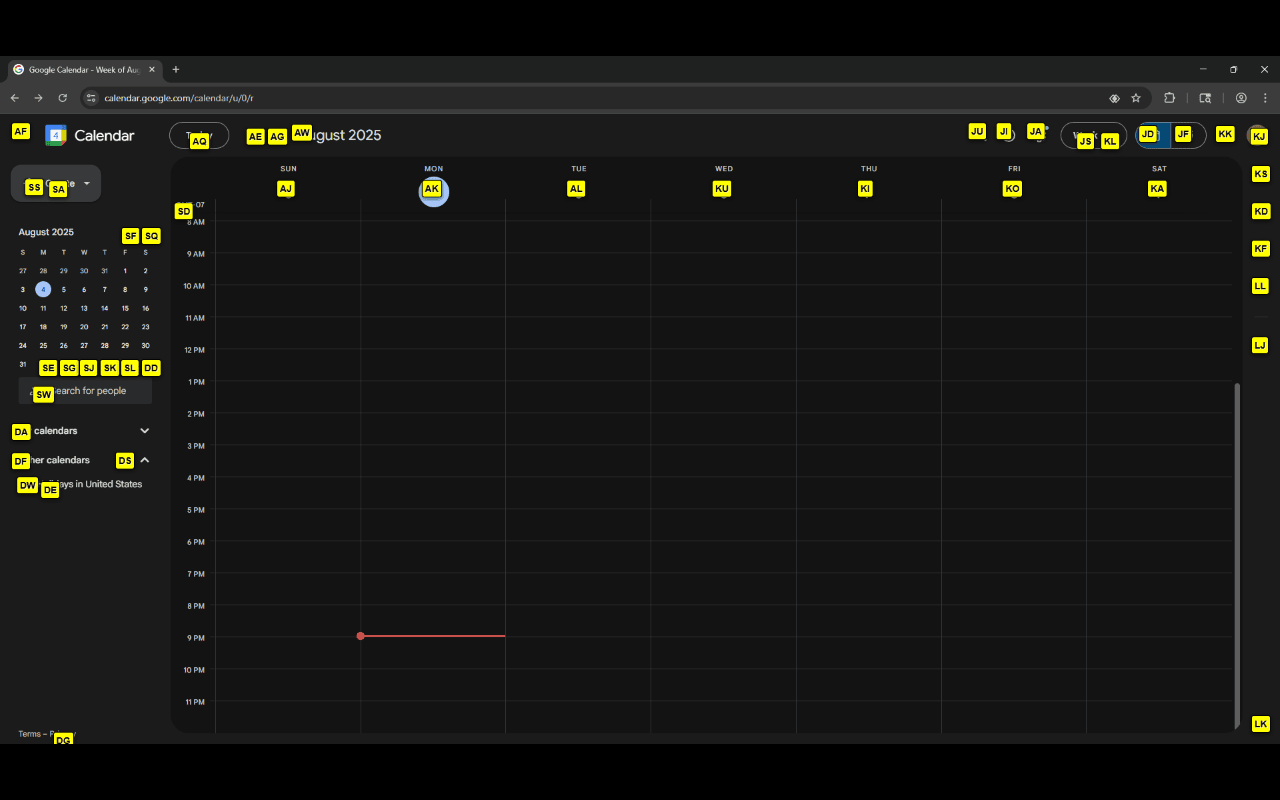 Google Calendar - Week of Aug
calendar.google.com/calendar/u/0/r
AF
4
Calendar
AQ
AE AG AW
August 2025
JU JI JA
JS KL
JD JF
KK KJ
SS SA
SUN MON TUE WED THU FRI SAT
AJ AK AL KU KI KO KA
KS
SD
07
KD
August 2025
SF SQ
S M T W T F S
27 28 29 30 31 1 2
3 4 5 6 7 8 9
10 11 12 13 14 15 16
17 18 19 20 21 22 23
24 25 26 27 28 29 30
31 SE SG SJ SK SL DD
SW
Search for people
DA
calendars
DF
Other calendars
DS
DW DE
Holidays in United States
Terms –
DG
8 AM
9 AM
10 AM
11 AM
12 PM
1 PM
2 PM
3 PM
4 PM
5 PM
6 PM
7 PM
8 PM
9 PM
10 PM
11 PM
KF
LL
LJ
LK